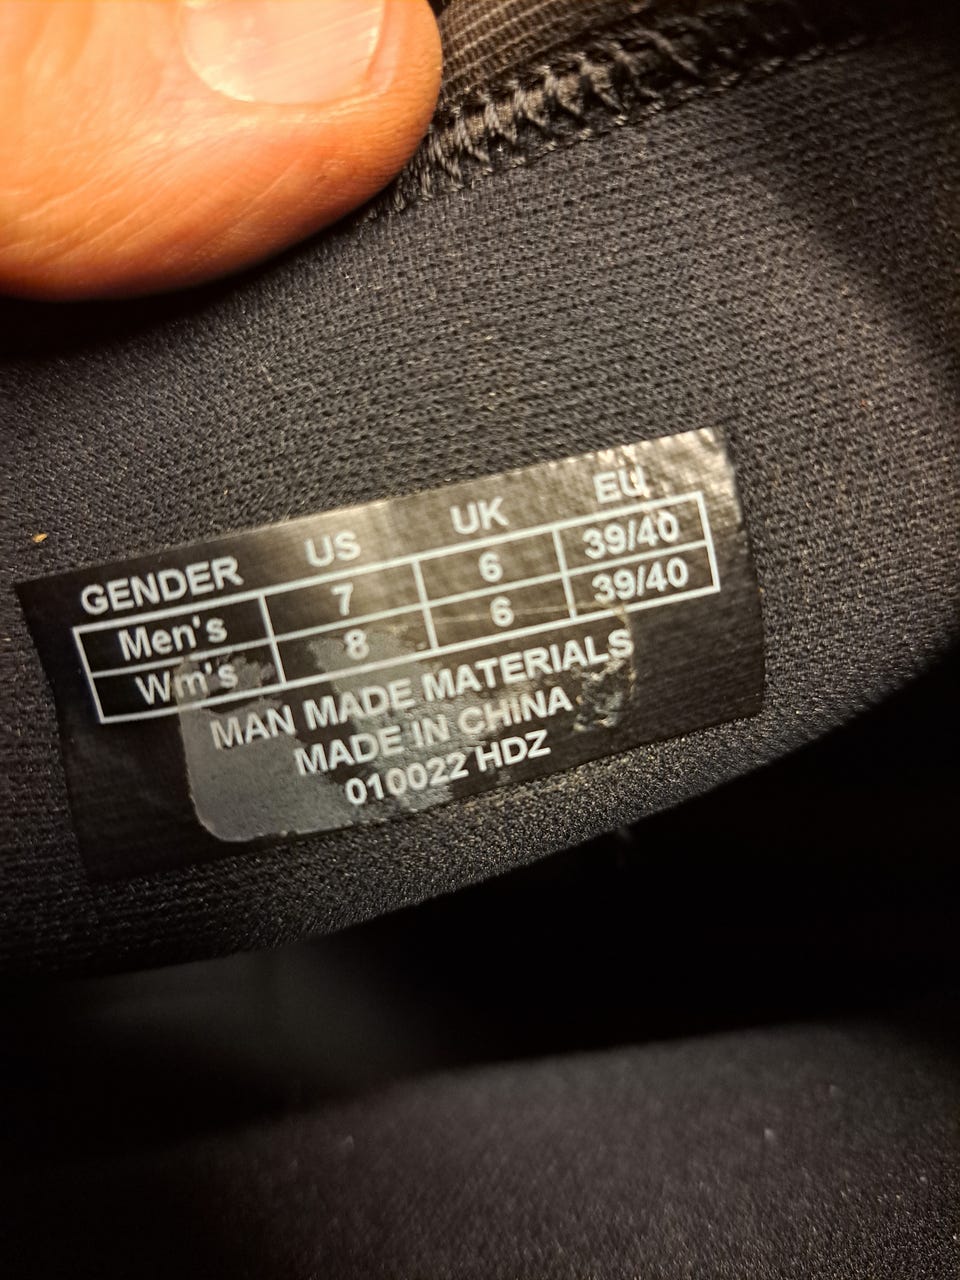 GENDER US UK EU
Men's 7 6 39/40
Wm's 8 6 39/40
MAN MADE MATERIALS
MADE IN CHINA
010022 HDZ